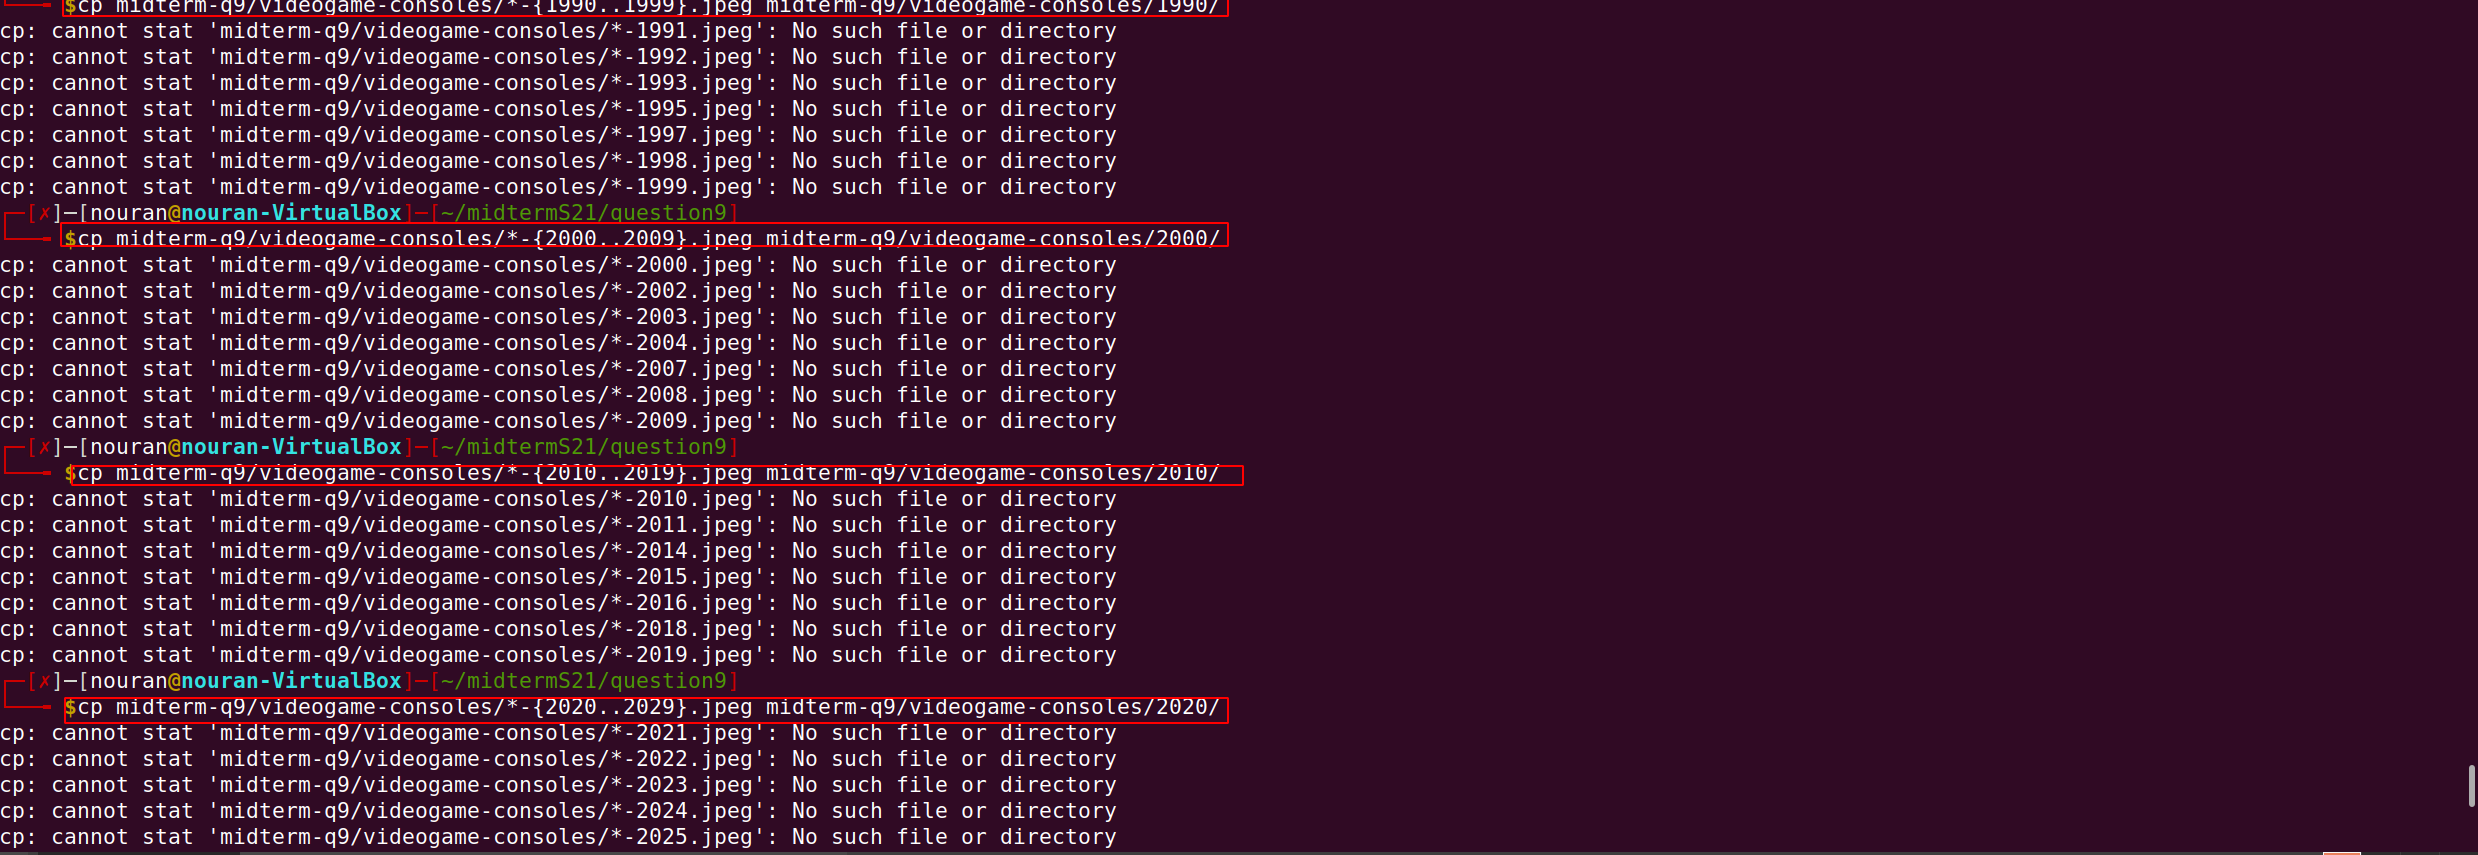 $cp midterm-q9/videogame-consoles/*-{1990..1999}.jpeg midterm-q9/videogame-consoles/1990/
cp: cannot stat 'midterm-q9/videogame-consoles/*-1991.jpeg': No such file or directory
cp: cannot stat 'midterm-q9/videogame-consoles/*-1992.jpeg': No such file or directory
cp: cannot stat 'midterm-q9/videogame-consoles/*-1993.jpeg': No such file or directory
cp: cannot stat 'midterm-q9/videogame-consoles/*-1995.jpeg': No such file or directory
cp: cannot stat 'midterm-q9/videogame-consoles/*-1997.jpeg': No such file or directory
cp: cannot stat 'midterm-q9/videogame-consoles/*-1998.jpeg': No such file or directory
cp: cannot stat 'midterm-q9/videogame-consoles/*-1999.jpeg': No such file or directory
┌─[✗]─[nouran@nouran-VirtualBox]─[~/midtermS21/question9]
└──╼ $cp midterm-q9/videogame-consoles/*-{2000..2009}.jpeg midterm-q9/videogame-consoles/2000/
cp: cannot stat 'midterm-q9/videogame-consoles/*-2000.jpeg': No such file or directory
cp: cannot stat 'midterm-q9/videogame-consoles/*-2002.jpeg': No such file or directory
cp: cannot stat 'midterm-q9/videogame-consoles/*-2003.jpeg': No such file or directory
cp: cannot stat 'midterm-q9/videogame-consoles/*-2004.jpeg': No such file or directory
cp: cannot stat 'midterm-q9/videogame-consoles/*-2007.jpeg': No such file or directory
cp: cannot stat 'midterm-q9/videogame-consoles/*-2008.jpeg': No such file or directory
cp: cannot stat 'midterm-q9/videogame-consoles/*-2009.jpeg': No such file or directory
┌─[✗]─[nouran@nouran-VirtualBox]─[~/midtermS21/question9]
└──╼ $cp midterm-q9/videogame-consoles/*-{2010..2019}.jpeg midterm-q9/videogame-consoles/2010/
cp: cannot stat 'midterm-q9/videogame-consoles/*-2010.jpeg': No such file or directory
cp: cannot stat 'midterm-q9/videogame-consoles/*-2011.jpeg': No such file or directory
cp: cannot stat 'midterm-q9/videogame-consoles/*-2014.jpeg': No such file or directory
cp: cannot stat 'midterm-q9/videogame-consoles/*-2015.jpeg': No such file or directory
cp: cannot stat 'midterm-q9/videogame-consoles/*-2016.jpeg': No such file or directory
cp: cannot stat 'midterm-q9/videogame-consoles/*-2018.jpeg': No such file or directory
cp: cannot stat 'midterm-q9/videogame-consoles/*-2019.jpeg': No such file or directory
┌─[✗]─[nouran@nouran-VirtualBox]─[~/midtermS21/question9]
└──╼ $cp midterm-q9/videogame-consoles/*-{2020..2029}.jpeg midterm-q9/videogame-consoles/2020/
cp: cannot stat 'midterm-q9/videogame-consoles/*-2021.jpeg': No such file or directory
cp: cannot stat 'midterm-q9/videogame-consoles/*-2022.jpeg': No such file or directory
cp: cannot stat 'midterm-q9/videogame-consoles/*-2023.jpeg': No such file or directory
cp: cannot stat 'midterm-q9/videogame-consoles/*-2024.jpeg': No such file or directory
cp: cannot stat 'midterm-q9/videogame-consoles/*-2025.jpeg': No such file or directory